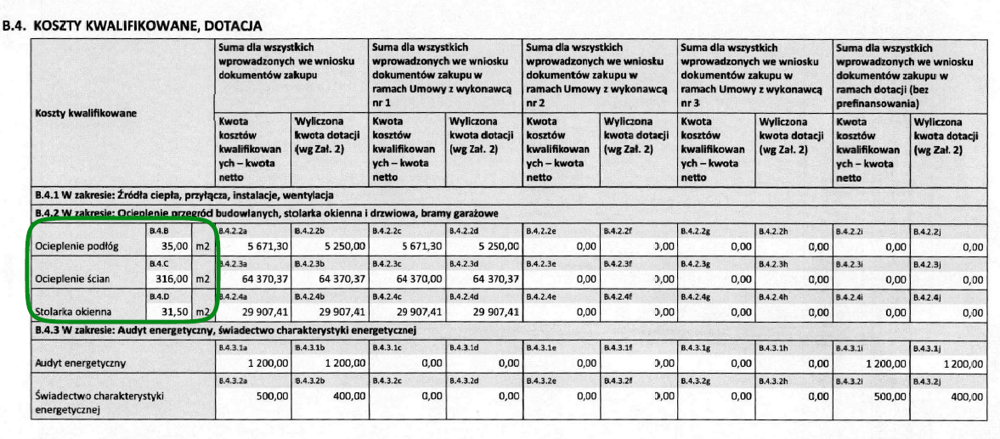 B.4. KOSZTY KWALIFIKOWANE, DOTACJA
Koszty kwalifikowane
Suma dla wszystkich
wprowadzonych we wniosku
dokumentów zakupu
Suma dla wszystkich
wprowadzonych we wniosku
dokumentów zakupu w
ramach Umowy z wykonawcą
nr 1
Suma dla wszystkich
wprowadzonych we wniosku
dokumentów zakupu w
ramach Umowy z wykonawcą
nr 2
Suma dla wszystkich
wprowadzonych we wniosku
dokumentów zakupu w
ramach Umowy z wykonawcą
nr 3
Suma dla wszystkich
wprowadzonych we wniosku
dokumentów zakupu w
ramach dotacji (bez
prefinansowania)
Kwota
kosztów
kwalifikowan
ych – kwota
netto
Wyliczona
kwota dotacji
(wg Zał. 2)
Kwota
kosztów
kwalifikowan
ych – kwota
netto
Wyliczona
kwota dotacji
(wg Zał. 2)
Kwota
kosztów
kwalifikowan
ych – kwota
netto
Wyliczona
kwota dotacji
(wg Zał. 2)
Kwota
kosztów
kwalifikowan
ych – kwota
netto
Wyliczona
kwota dotacji
(wg Zał. 2)
Kwota
kosztów
kwalifikowan
ych – kwota
netto
Wyliczona
kwota dotacji
(wg Zał. 2)
B.4.1 W zakresie: Źródła ciepła, przyłącza, instalacje, wentylacja
B.4.2 W zakresie: Ocieplenie przegród budowlanych, stolarka okienna i drzwiowa, bramy garażowe
B.4.B B.4.2.2a B.4.2.2b B.4.2.2c B.4.2.2d B.4.2.2e B.4.2.2f B.4.2.2g B.4.2.2h B.4.2.2i B.4.2.2j
Ocieplenie podłóg 35,00 m2 5 671,30 5 250,00 5 671,30 5 250,00 0,00 0,00 0,00 0,00 0,00 0,00
B.4.C B.4.2.3a B.4.2.3b B.4.2.3c B.4.2.3d B.4.2.3e B.4.2.3f B.4.2.3g B.4.2.3h B.4.2.3i B.4.2.3j
Ocieplenie ścian 316,00 m2 64 370,37 64 370,37 64 370,00 64 370,37 0,00 0,00 0,00 0,00 0,00 0,00
B.4.D B.4.2.4a B.4.2.4b B.4.2.4c B.4.2.4d B.4.2.4e B.4.2.4f B.4.2.4g B.4.2.4h B.4.2.4i B.4.2.4j
Stolarka okienna 31,50 m2 29 907,41 29 907,41 29 907,41 29 907,41 0,00 0,00 0,00 0,00 0,00 0,00
B.4.3 W zakresie: Audyt energetyczny, świadectwo charakterystyki energetycznej
B.4.3.1a B.4.3.1b B.4.3.1c B.4.3.1d B.4.3.1e B.4.3.1f B.4.3.1g B.4.3.1h B.4.3.1i B.4.3.1j
Audyt energetyczny 1 200,00 1 200,00 0,00 0,00 0,00 0,00 0,00 0,00 1 200,00 1 200,00
B.4.3.2a B.4.3.2b B.4.3.2c B.4.3.2d B.4.3.2e B.4.3.2f B.4.3.2g B.4.3.2h B.4.3.2i B.4.3.2j
Świadectwo charakterystyki 500,00 400,00 0,00 0,00 0,00 0,00 0,00 0,00 500,00 400,00
energetycznej